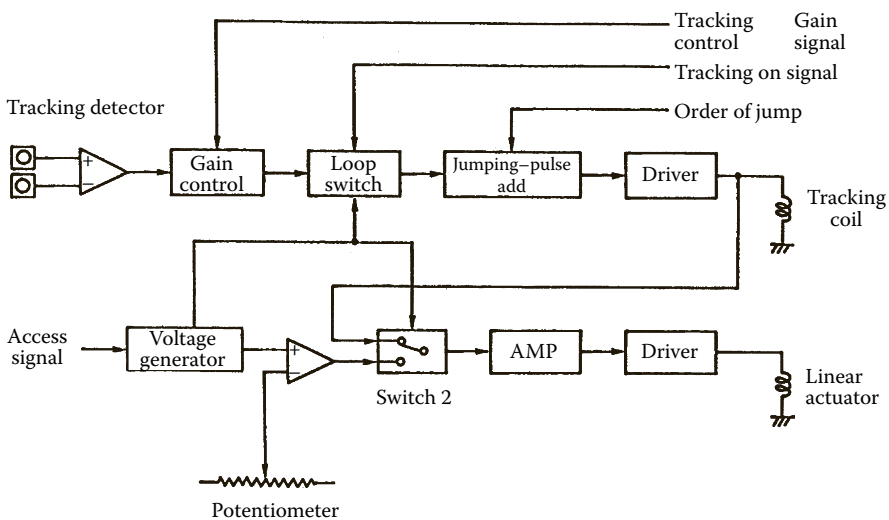 Tracking Gain
control signal
Tracking on signal
Order of jump
Tracking detector
+
−
Gain
control
Loop
switch
Jumping–pulse
add
Driver
Tracking
coil
Access
signal
Voltage
generator
+
−
Switch 2
AMP
Driver
Linear
actuator
Potentiometer